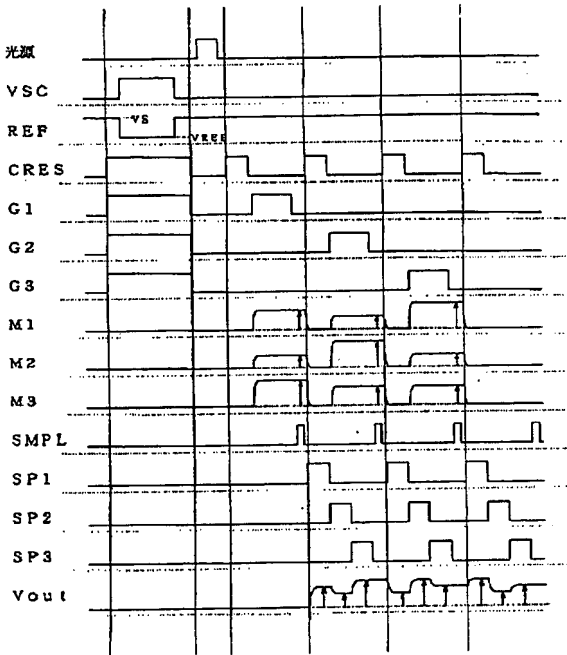 光源
VSC
VS
REF
VREF
CRES
G1
G2
G3
M1
M2
M3
SMPL
SP1
SP2
SP3
Vout